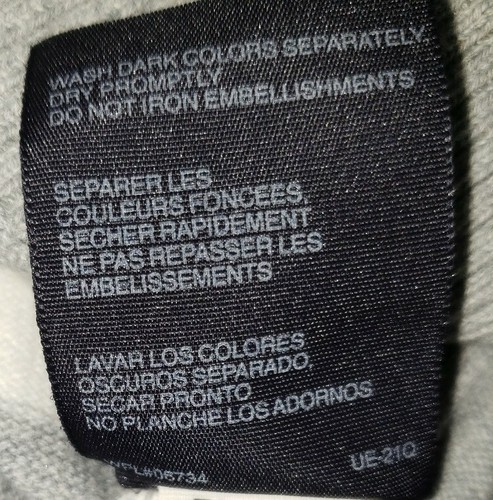 WASH DARK COLORS SEPARATELY
DRY PROMPTLY
DO NOT IRON EMBELLISHMENTS
SEPARER LES
COULEURS FONCEES,
SECHER RAPIDEMENT
NE PAS REPASSER LES
EMBELISSEMENTS
LAVAR LOS COLORES
OSCUROS SEPARADO,
SECAR PRONTO
NO PLANCHE LOS ADORNOS
UE-21Q